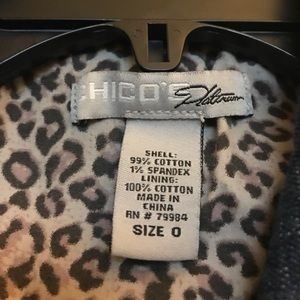 CHICO'S Platinum
SHELL:
99% COTTON
1% SPANDEX
LINING:
100% COTTON
MADE IN
CHINA
RN # 79984
SIZE 0